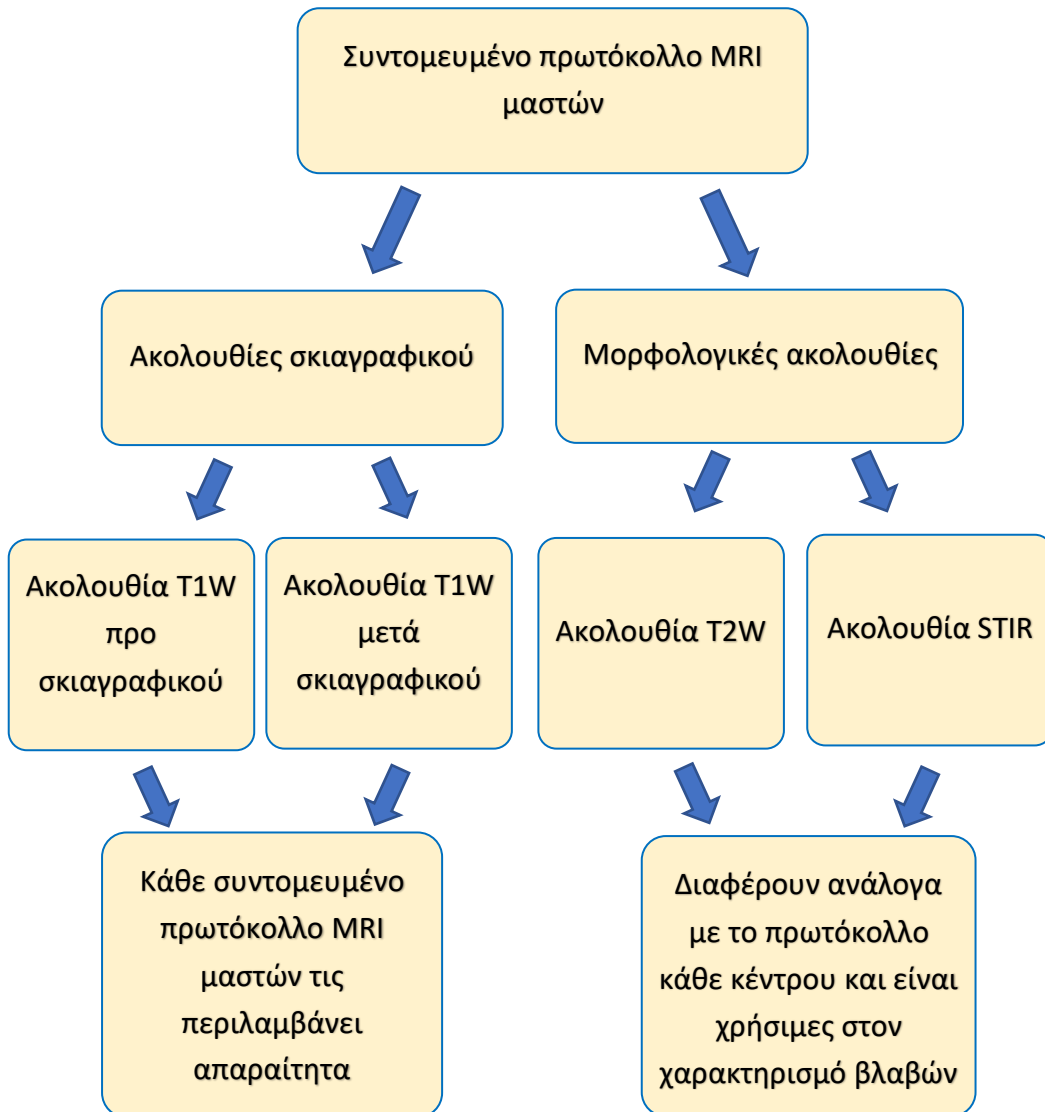 Συντομευμένο πρωτόκολλο MRI
μαστών
Ακολουθίες σκιαγραφικού
Μορφολογικές ακολουθίες
Ακολουθία T1W
προ
σκιαγραφικού
Ακολουθία T1W
μετά
σκιαγραφικού
Ακολουθία T2W
Ακολουθία STIR
Κάθε συντομευμένο
πρωτόκολλο MRI
μαστών τις
περιλαμβάνει
απαραίτητα
Διαφέρουν ανάλογα
με το πρωτόκολλο
κάθε κέντρου και είναι
χρήσιμες στον
χαρακτηρισμό βλαβών